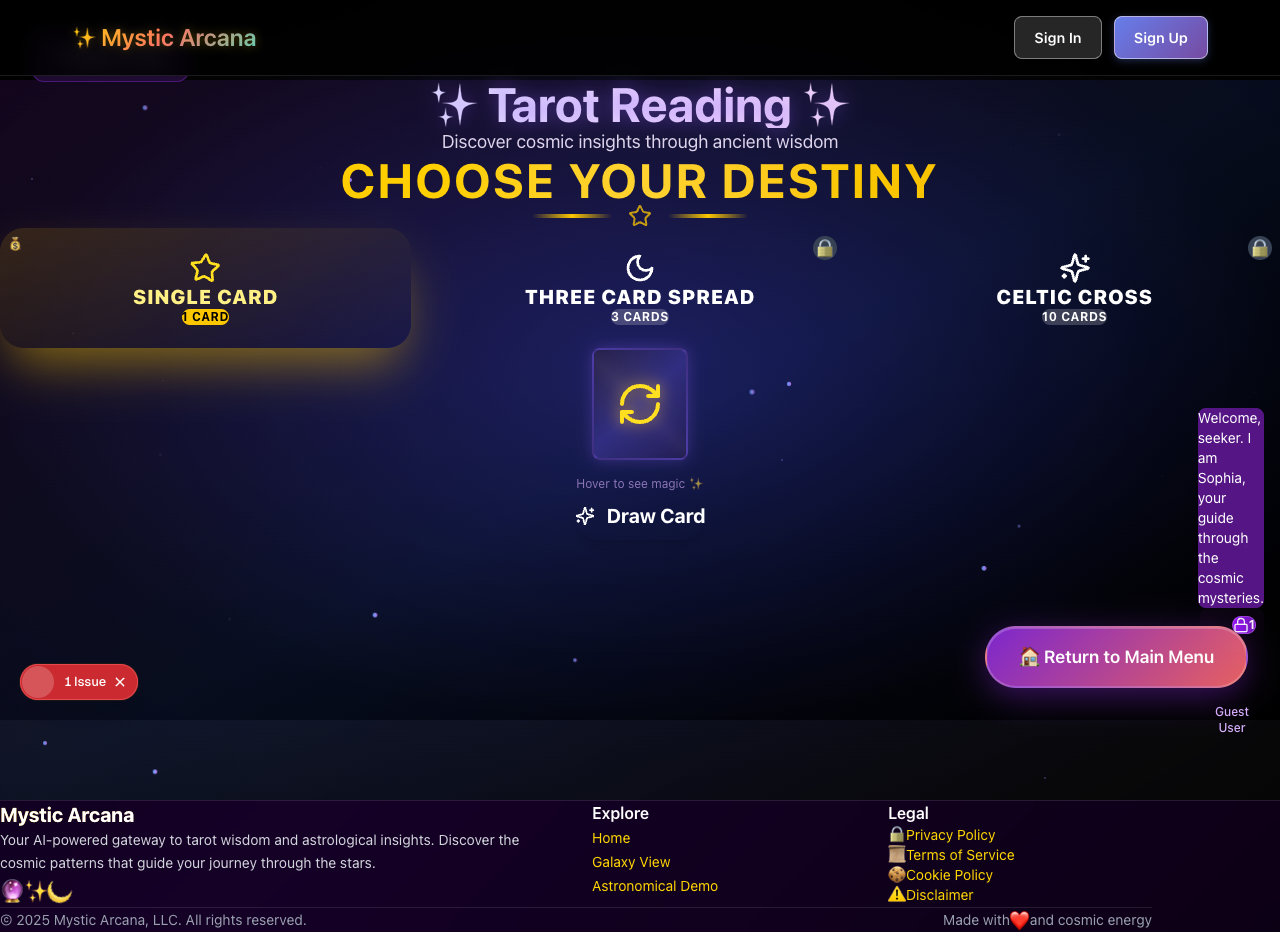 ✨ Mystic Arcana
Sign In
Sign Up
✨ Tarot Reading ✨
Discover cosmic insights through ancient wisdom
CHOOSE YOUR DESTINY
SINGLE CARD
1 CARD
THREE CARD SPREAD
3 CARDS
CELTIC CROSS
10 CARDS
Hover to see magic ✨
Draw Card
Welcome,
seeker. I
am
Sophia,
your
guide
through
the
cosmic
mysteries.
1
🏠 Return to Main Menu
1 Issue
Guest
User
Mystic Arcana
Your AI-powered gateway to tarot wisdom and astrological insights. Discover the
cosmic patterns that guide your journey through the stars.
🔮✨🌙
Explore
Home
Galaxy View
Astronomical Demo
Legal
🔒Privacy Policy
📜Terms of Service
🍪Cookie Policy
⚠️Disclaimer
© 2025 Mystic Arcana, LLC. All rights reserved.
Made with❤️and cosmic energy